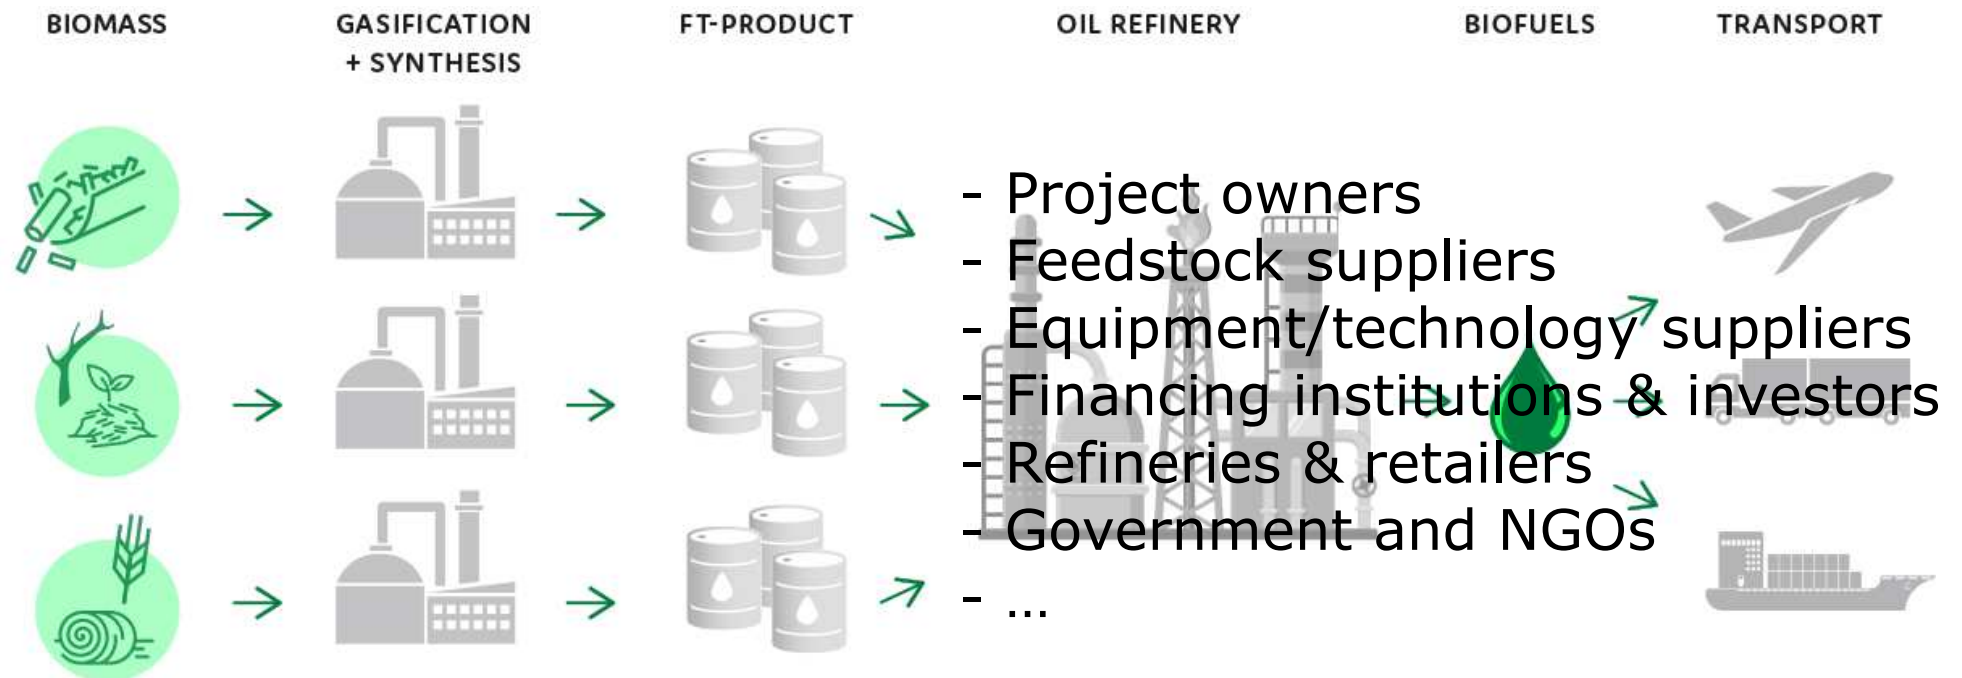 BIOMASS
GASIFICATION
+ SYNTHESIS
FT-PRODUCT
OIL REFINERY
BIOFUELS
TRANSPORT
- Project owners
- Feedstock suppliers
- Equipment/technology suppliers
- Financing institutions & investors
- Refineries & retailers
- Government and NGOs
- ...